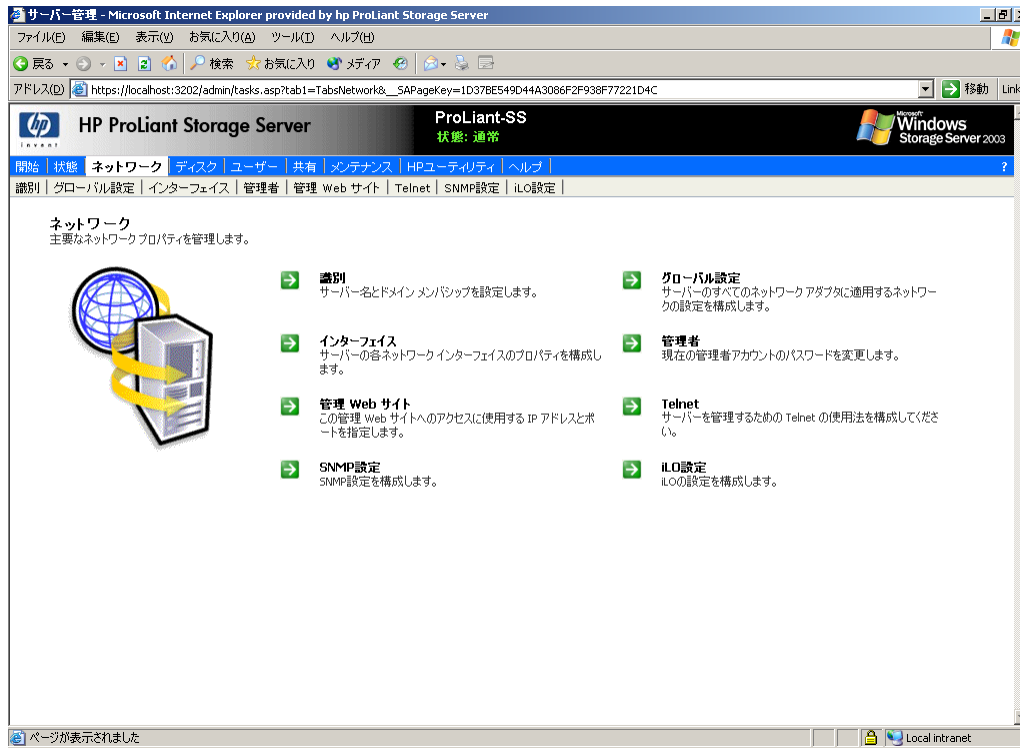 サーバー管理 - Microsoft Internet Explorer provided by hp ProLiant Storage Server
ファイル(F) 編集(E) 表示(V) お気に入り(A) ツール(T) ヘルプ(H)
戻る 検索 お気に入り メディア
アドレス(D) https://localhost:3202/admin/tasks.asp?tab1=TabsNetwork&__SAPageKey=1D37BE549D44A3086F2F938F77221D4C 移動 Link
hp
invent
HP ProLiant Storage Server
ProLiant-SS
状態: 通常
Microsoft
Windows
Storage Server 2003
開始 状態 ネットワーク ディスク ユーザー 共有 メンテナンス HPユーティリティ ヘルプ ?
識別 グローバル設定 インターフェイス 管理者 管理 Web サイト Telnet SNMP設定 iLO設定
ネットワーク
主要なネットワーク プロパティを管理します。
識別
サーバー名とドメイン メンバシップを設定します。
グローバル設定
サーバーのすべてのネットワーク アダプタに適用するネットワー
クの設定を構成します。
インターフェイス
サーバーの各ネットワーク インターフェイスのプロパティを構成し
ます。
管理者
現在の管理者アカウントのパスワードを変更します。
管理 Web サイト
この管理 Web サイトへのアクセスに使用する IP アドレスとポ
ートを指定します。
Telnet
サーバーを管理するための Telnet の使用法を構成してくださ
い。
SNMP設定
SNMP設定を構成します。
iLO設定
iLOの設定を構成します。
ページが表示されました
Local intranet